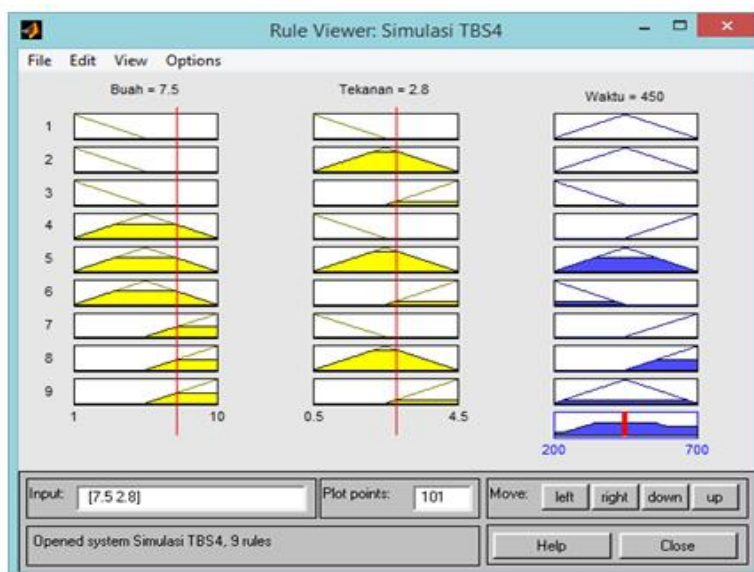 Rule Viewer: Simulasi TBS4
File Edit View Options
Buah = 7.5 Tekanan = 2.8 Waktu = 450
1
2
3
4
5
6
7
8
9
1 10 0.5 4.5
200 700
Input: [7.5 2.8] Plot points: 101 Move: left right down up
Opened system Simulasi TBS4, 9 rules Help Close